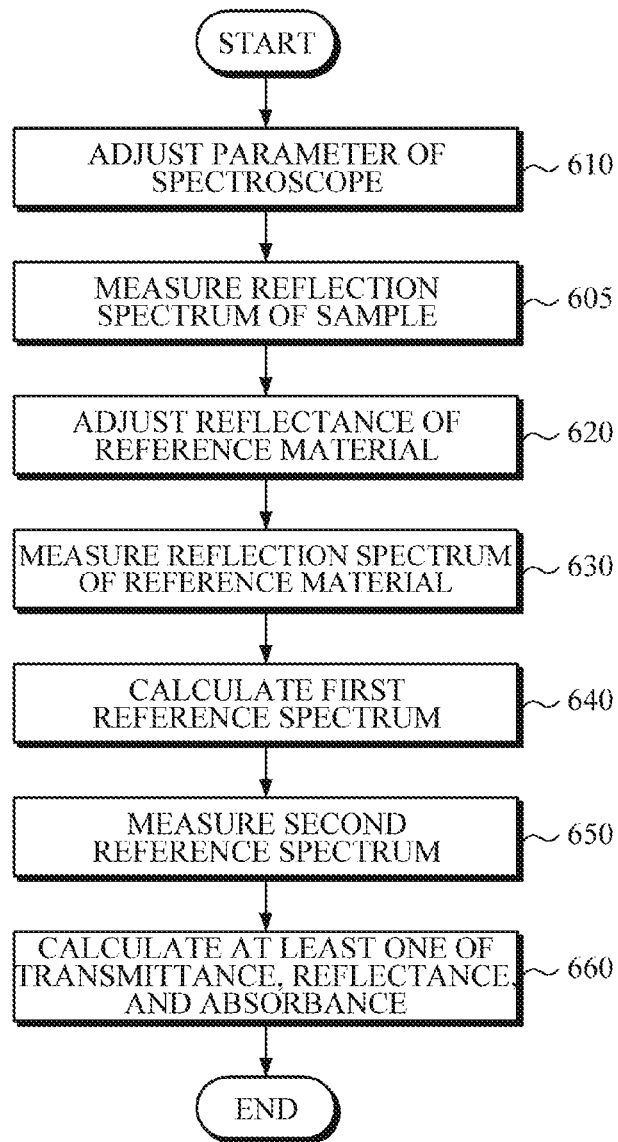 START
ADJUST PARAMETER OF
SPECTROSCOPE
610
MEASURE REFLECTION
SPECTRUM OF SAMPLE
605
ADJUST REFLECTANCE OF
REFERENCE MATERIAL
620
MEASURE REFLECTION SPECTRUM
OF REFERENCE MATERIAL
630
CALCULATE FIRST
REFERENCE SPECTRUM
640
MEASURE SECOND
REFERENCE SPECTRUM
650
CALCULATE AT LEAST ONE OF
TRANSMITTANCE, REFLECTANCE,
AND ABSORBANCE
660
END